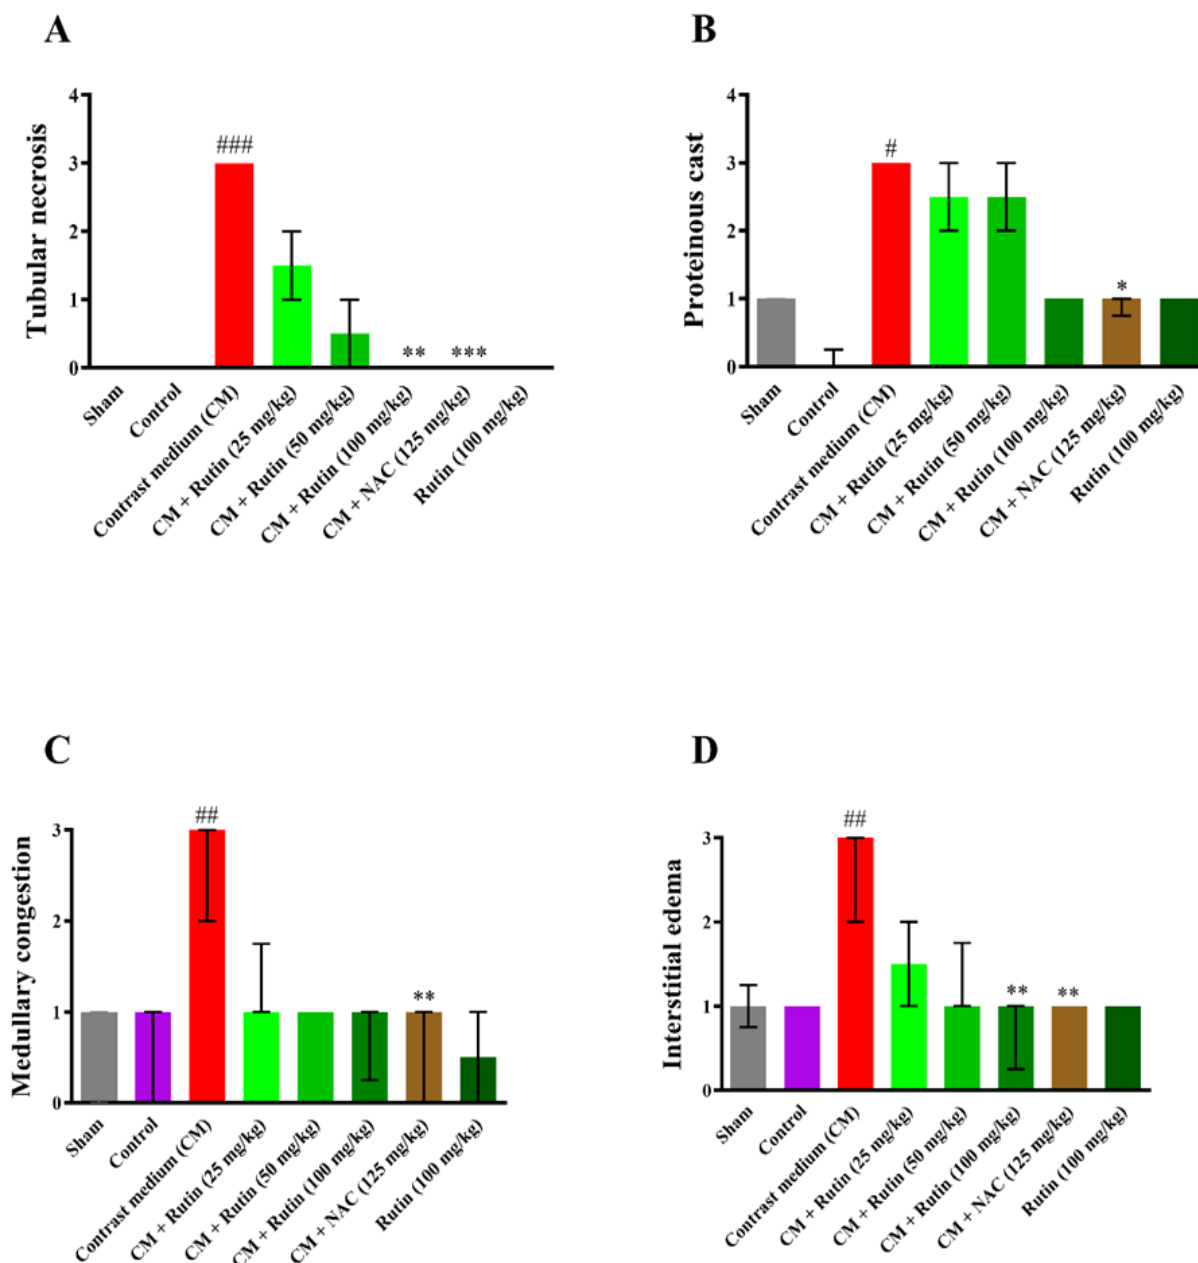 A
Tubular necrosis
4
3
2
1
0
###
**
***
Sham
Control
Contrast medium (CM)
CM + Rutin (25 mg/kg)
CM + Rutin (50 mg/kg)
CM + Rutin (100 mg/kg)
CM + NAC (125 mg/kg)
Rutin (100 mg/kg)
B
Proteinous cast
4
3
2
1
0
#
*
Sham
Control
Contrast medium (CM)
CM + Rutin (25 mg/kg)
CM + Rutin (50 mg/kg)
CM + Rutin (100 mg/kg)
CM + NAC (125 mg/kg)
Rutin (100 mg/kg)
C
Medullary congestion
3
2
1
0
##
**
Sham
Control
Contrast medium (CM)
CM + Rutin (25 mg/kg)
CM + Rutin (50 mg/kg)
CM + Rutin (100 mg/kg)
CM + NAC (125 mg/kg)
Rutin (100 mg/kg)
D
Interstitial edema
3
2
1
0
##
**
**
Sham
Control
Contrast medium (CM)
CM + Rutin (25 mg/kg)
CM + Rutin (50 mg/kg)
CM + Rutin (100 mg/kg)
CM + NAC (125 mg/kg)
Rutin (100 mg/kg)